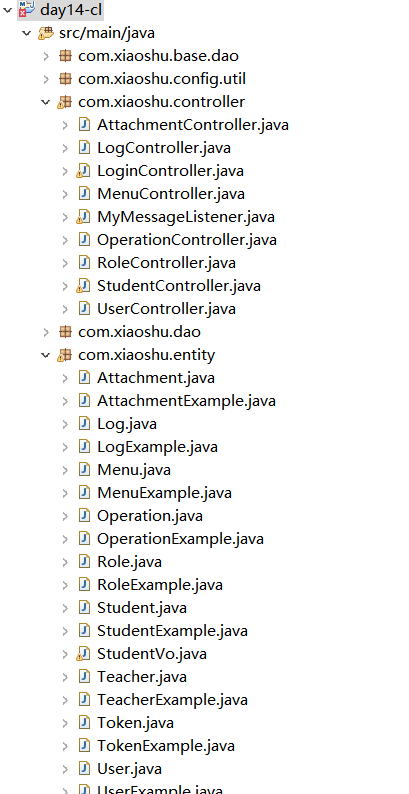 day14-cl
src/main/java
com.xiaoshu.base.dao
com.xiaoshu.config.util
com.xiaoshu.controller
AttachmentController.java
LogController.java
LoginController.java
MenuController.java
MyMessageListener.java
OperationController.java
RoleController.java
StudentController.java
UserController.java
com.xiaoshu.dao
com.xiaoshu.entity
Attachment.java
AttachmentExample.java
Log.java
LogExample.java
Menu.java
MenuExample.java
Operation.java
OperationExample.java
Role.java
RoleExample.java
Student.java
StudentExample.java
StudentVo.java
Teacher.java
TeacherExample.java
Token.java
TokenExample.java
User.java
UserExample.java